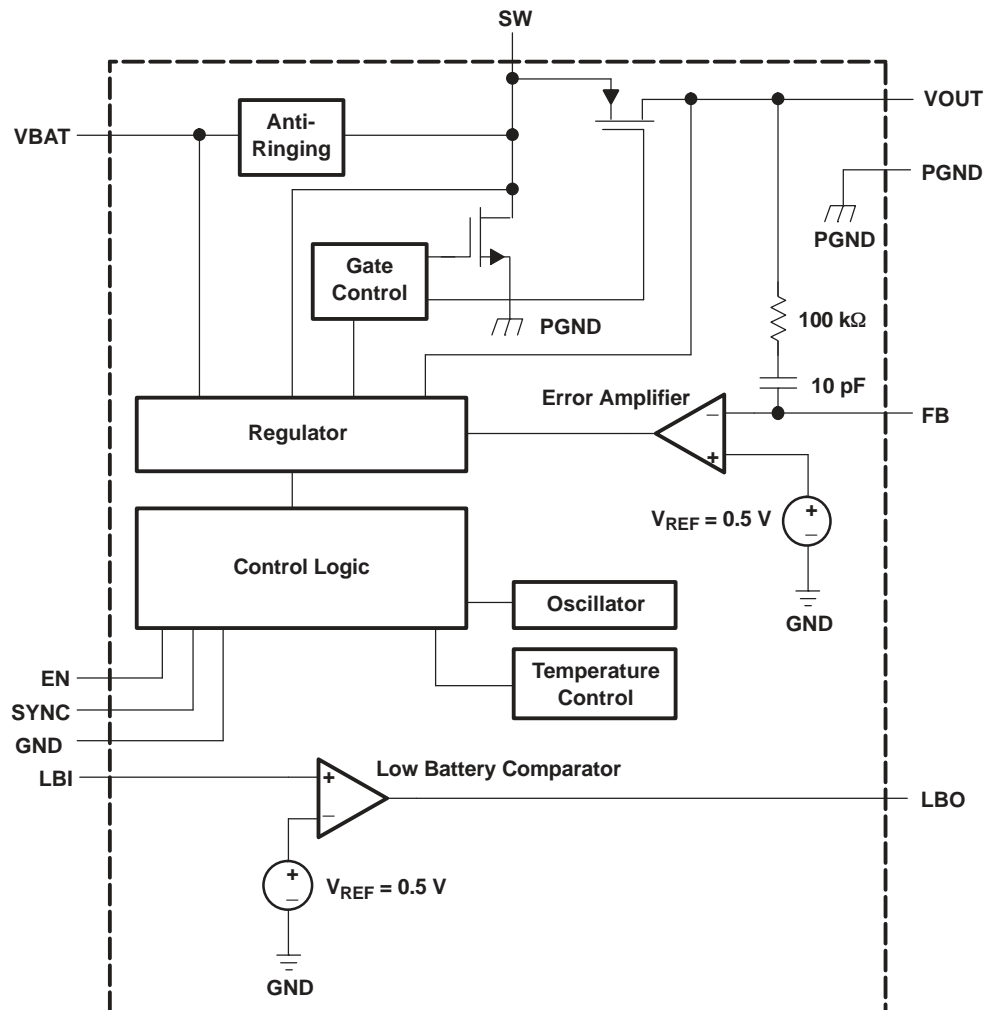 SW
VBAT
Anti-
Ringing
VOUT
PGND
PGND
Gate
Control
PGND
100 kΩ
10 pF
Error Amplifier
−
+
FB
Regulator
VREF = 0.5 V
+
−
GND
Control Logic
Oscillator
Temperature
Control
EN
SYNC
GND
LBI
+
−
Low Battery Comparator
LBO
+
−
VREF = 0.5 V
GND